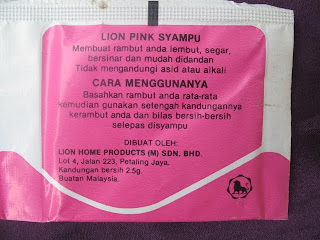 LION PINK SYAMPU
Membuat rambut anda lembut, segar,
bersinar dan mudah didandan
Tidak mengandungi asid atau alkali
CARA MENGGUNANYA
Basahkan rambut anda rata-rata
kemudian gunakan setengah kandungannya
kerambut anda dan bilas bersih-bersih
selepas disyampu
DIBUAT OLEH:
LION HOME PRODUCTS (M) SDN. BHD.
Lot 4, Jalan 223, Petaling Jaya.
Kandungan bersih 2.5g.
Buatan Malaysia.